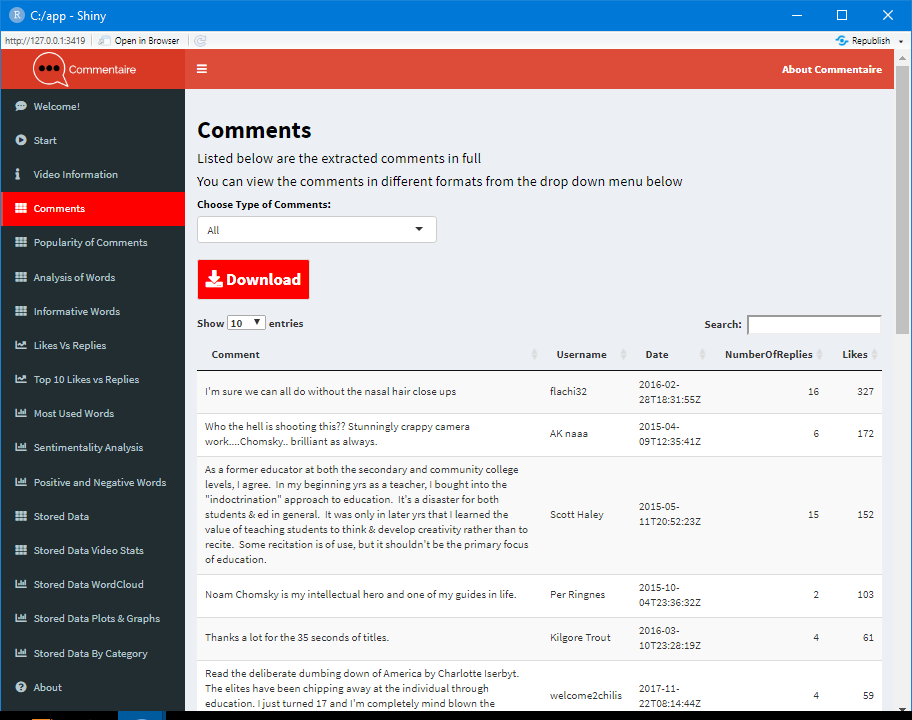 R C:/app - Shiny
http://127.0.0.1:3419 Open in Browser Republish
Commentaire
About Commentaire
Welcome!
Start
Video Information
Comments
Popularity of Comments
Analysis of Words
Informative Words
Likes Vs Replies
Top 10 Likes vs Replies
Most Used Words
Sentimentality Analysis
Positive and Negative Words
Stored Data
Stored Data Video Stats
Stored Data WordCloud
Stored Data Plots & Graphs
Stored Data By Category
About
Comments
Listed below are the extracted comments in full
You can view the comments in different formats from the drop down menu below
Choose Type of Comments:
All
Download
Show 10 entries
Search:
Comment Username Date NumberOfReplies Likes
I'm sure we can all do without the nasal hair close ups flachi32 2016-02-
28T18:31:55Z 16 327
Who the hell is shooting this?? Stunningly crappy camera
work....Chomsky.. brilliant as always. AK naaa 2015-04-
09T12:35:41Z 6 172
As a former educator at both the secondary and community college
levels, I agree. In my beginning yrs as a teacher, I bought into the
"indoctrination" approach to education. It's a disaster for both
students & ed in general. It was only in later yrs that I learned the
value of teaching students to think & develop creativity rather than to
recite. Some recitation is of use, but it shouldn't be the primary focus
of education. Scott Haley 2015-05-
11T20:52:23Z 15 152
Noam Chomsky is my intellectual hero and one of my guides in life. Per Ringnes 2015-10-
04T23:36:32Z 2 103
Thanks a lot for the 35 seconds of titles. Kilgore Trout 2016-03-
10T23:28:19Z 4 61
Read the deliberate dumbing down of America by Charlotte Iserbyt.
The elites have been chipping away at the individual through
education. I just turned 17 and I'm completely mind blown the welcome2chilis 2017-11-
22T08:14:44Z 4 59